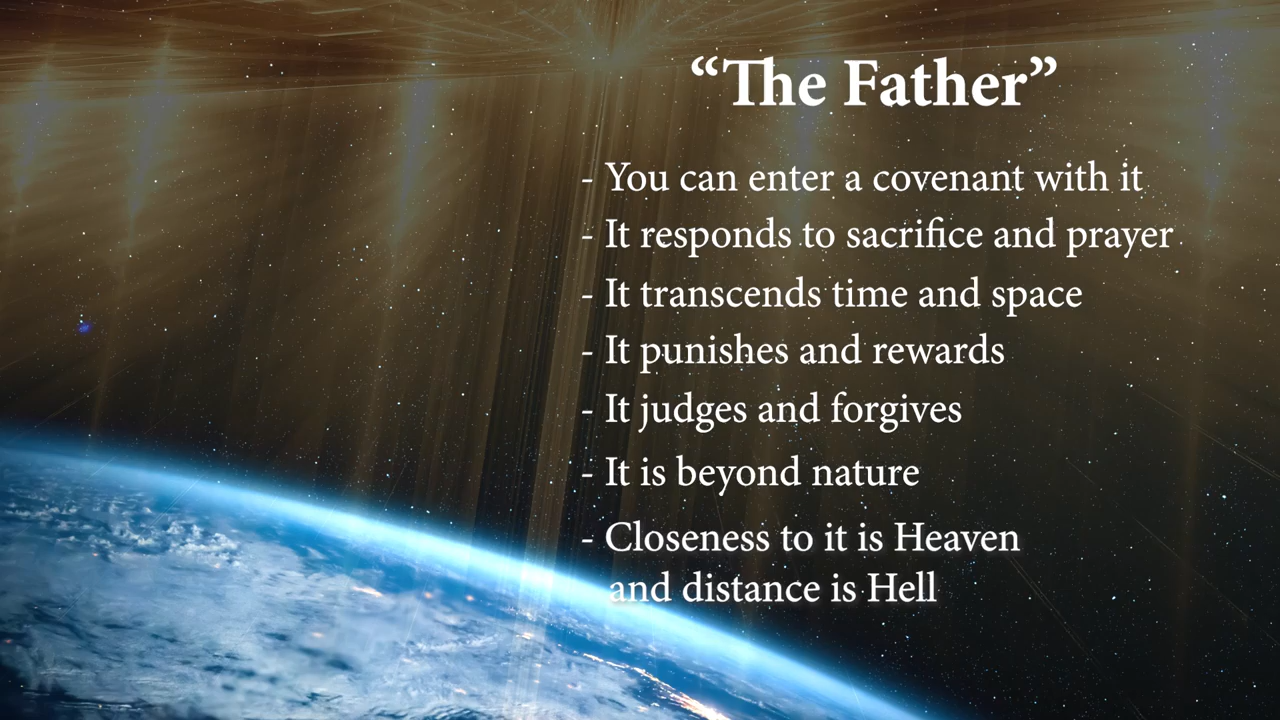 “The Father”
- You can enter a covenant with it
- It responds to sacrifice and prayer
- It transcends time and space
- It punishes and rewards
- It judges and forgives
- It is beyond nature
- Closeness to it is Heaven
and distance is Hell